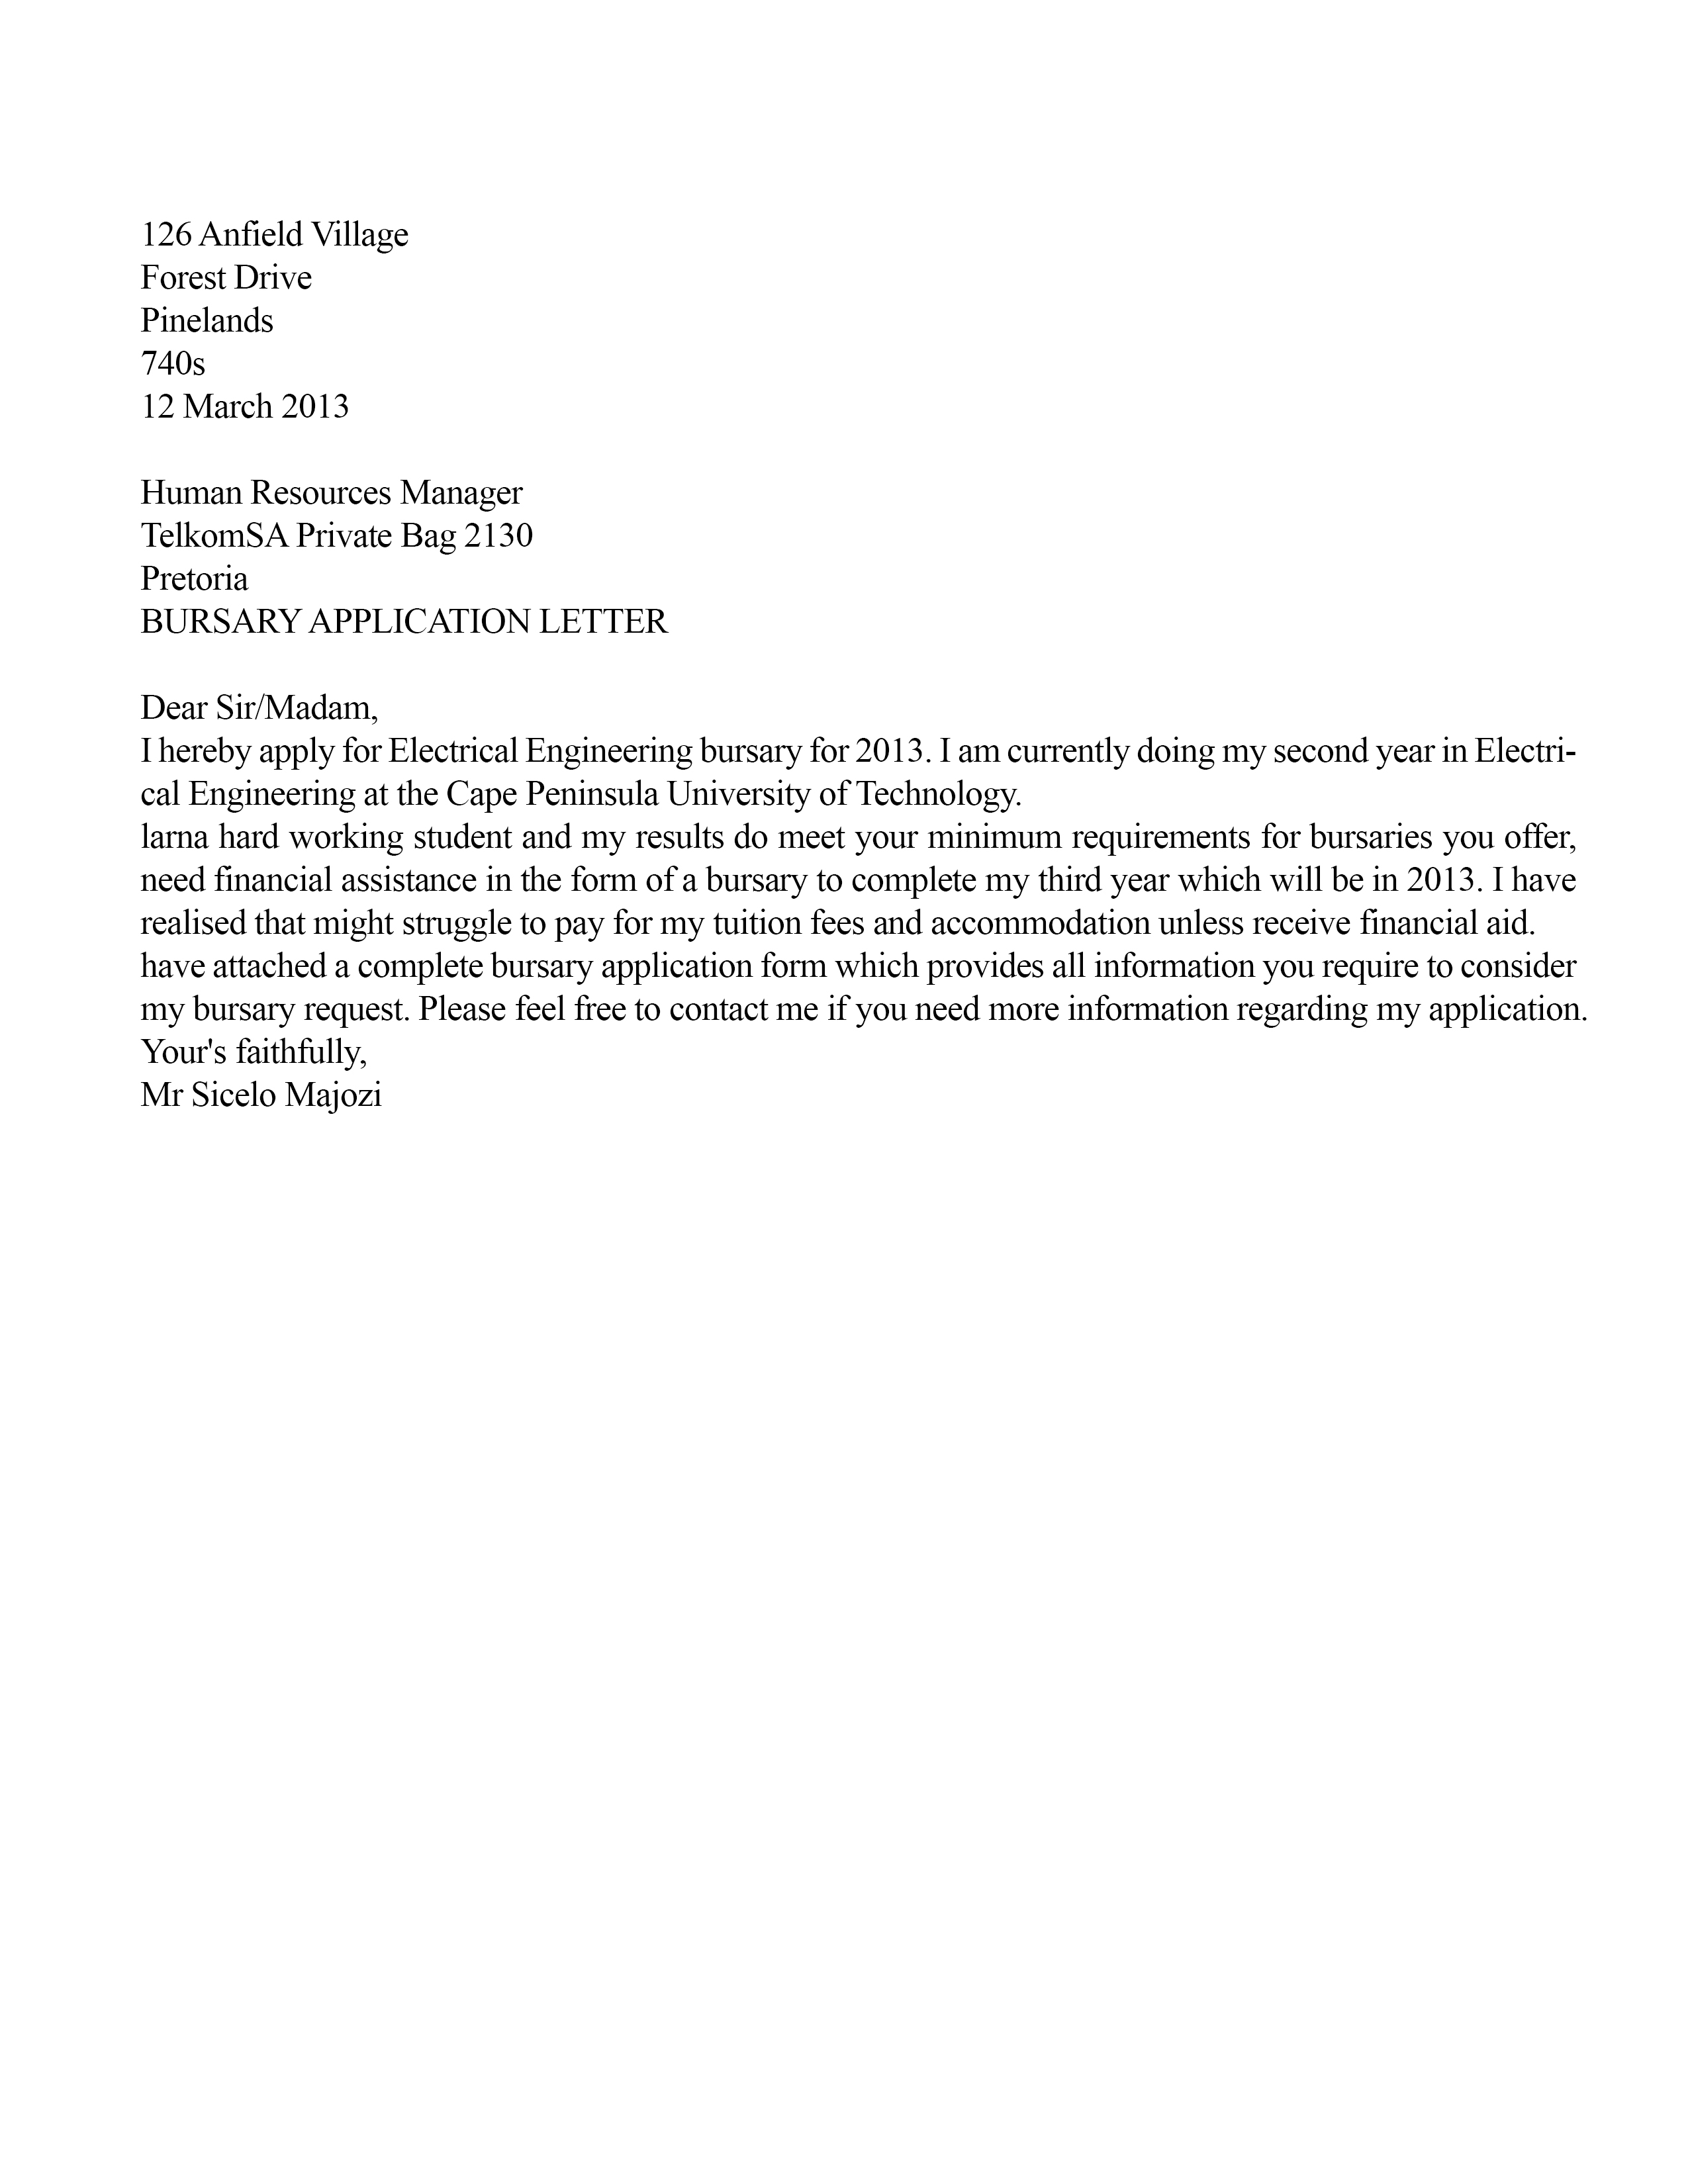 126 Anfield Village
Forest Drive
Pinelands
740s
12 March 2013
Human Resources Manager
TelkomSA Private Bag 2130
Pretoria
BURSARY APPLICATION LETTER
Dear Sir/Madam,
I hereby apply for Electrical Engineering bursary for 2013. I am currently doing my second year in Electri-
cal Engineering at the Cape Peninsula University of Technology.
larna hard working student and my results do meet your minimum requirements for bursaries you offer,
need financial assistance in the form of a bursary to complete my third year which will be in 2013. I have
realised that might struggle to pay for my tuition fees and accommodation unless receive financial aid.
have attached a complete bursary application form which provides all information you require to consider
my bursary request. Please feel free to contact me if you need more information regarding my application.
Your's faithfully,
Mr Sicelo Majozi